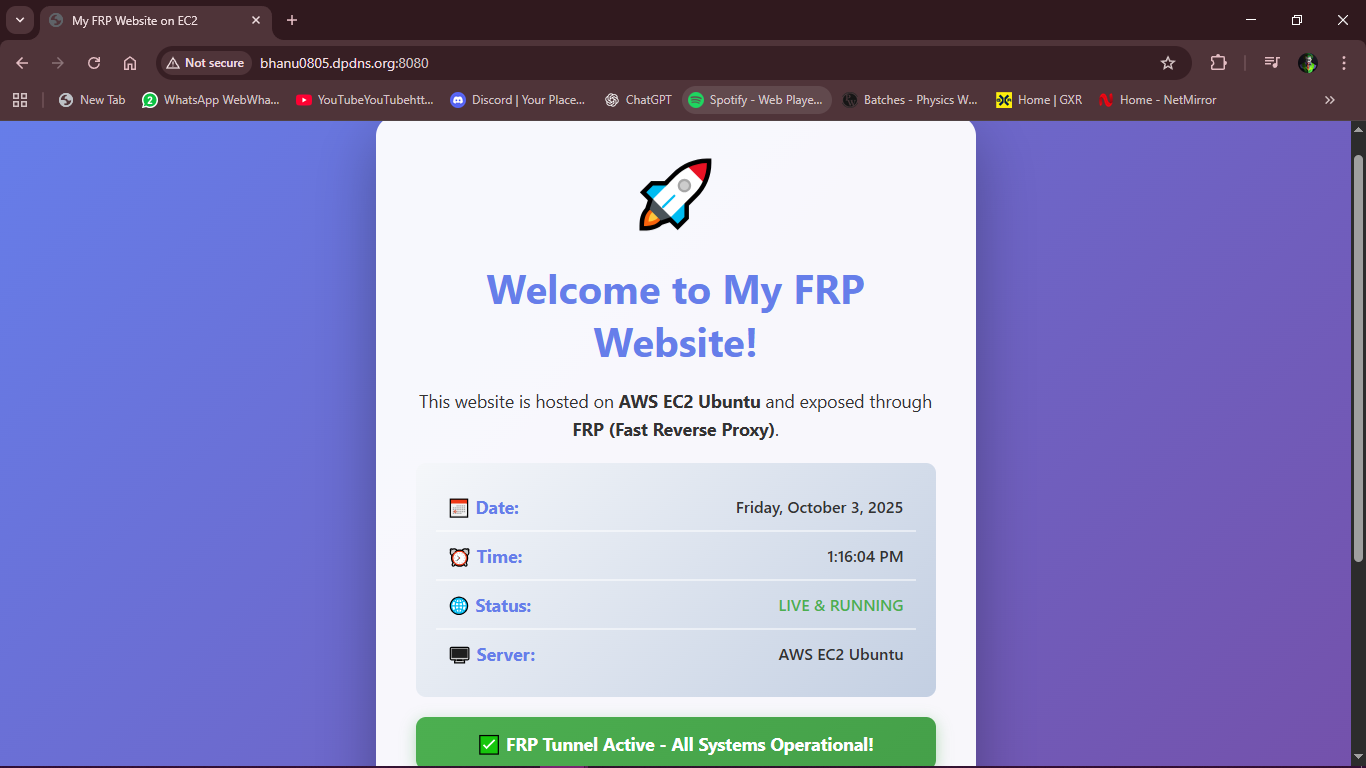 My FRP Website on EC2
Not secure bhanu0805.dpdns.org:8080
New Tab WhatsApp WebWha... YouTubeYouTubehtt... Discord | Your Place... ChatGPT Spotify - Web Playe... Batches - Physics W... Home | GXR Home - NetMirror
Welcome to My FRP
Website!
This website is hosted on AWS EC2 Ubuntu and exposed through
FRP (Fast Reverse Proxy).
Date: Friday, October 3, 2025
Time: 1:16:04 PM
Status: LIVE & RUNNING
Server: AWS EC2 Ubuntu
FRP Tunnel Active - All Systems Operational!